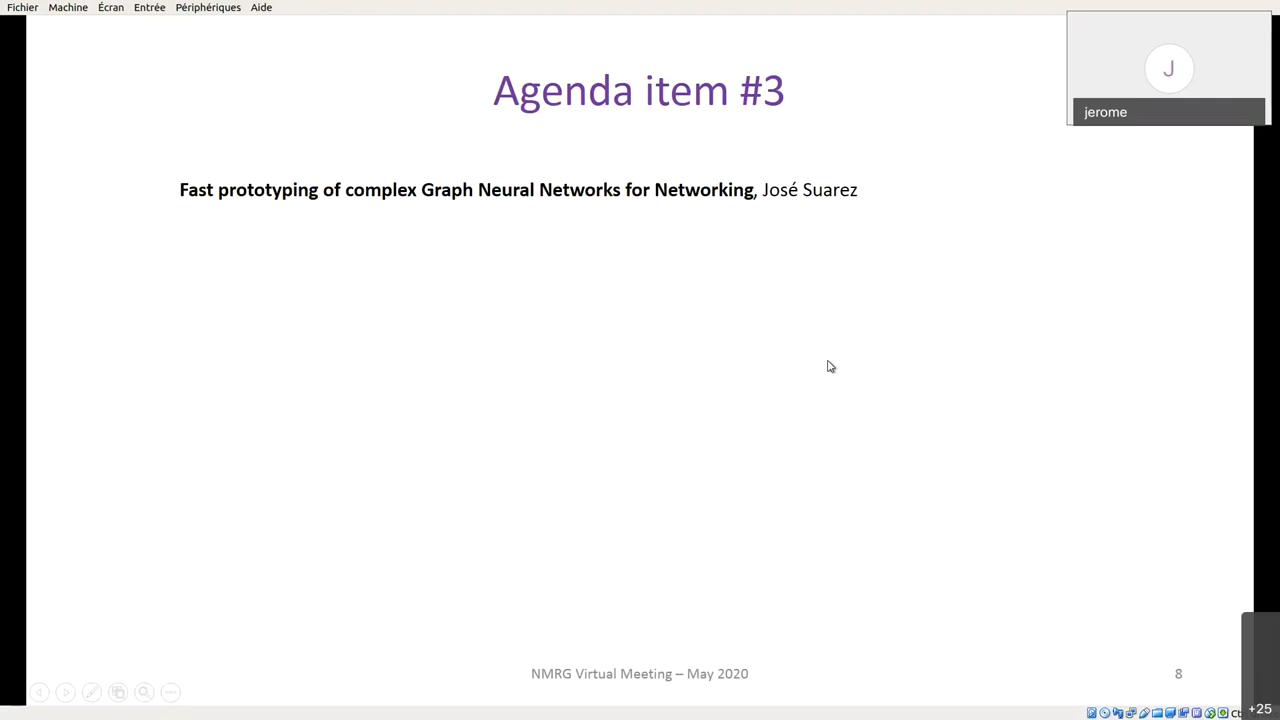 Fichier Machine Écran Entrée Périphériques Aide
Agenda item #3
J
jerome
Fast prototyping of complex Graph Neural Networks for Networking, José Suarez
NMRG Virtual Meeting – May 2020
8
+25